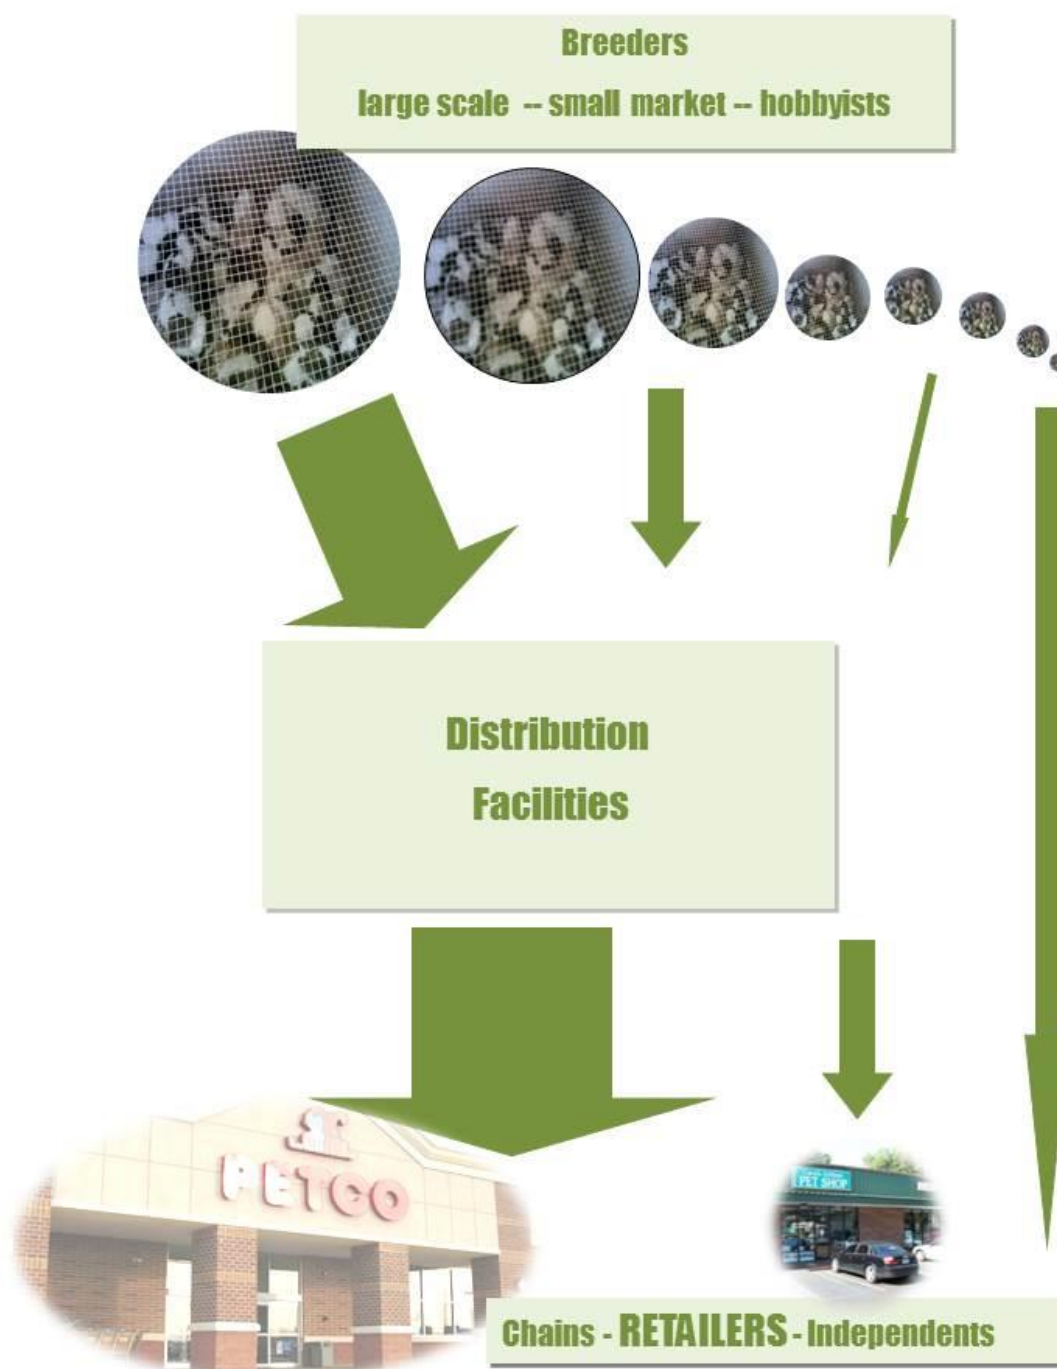 Breeders
large scale -- small market -- hobbyists
Distribution
Facilities
PETCO
PET SHOP
Chains - RETAILERS - Independents